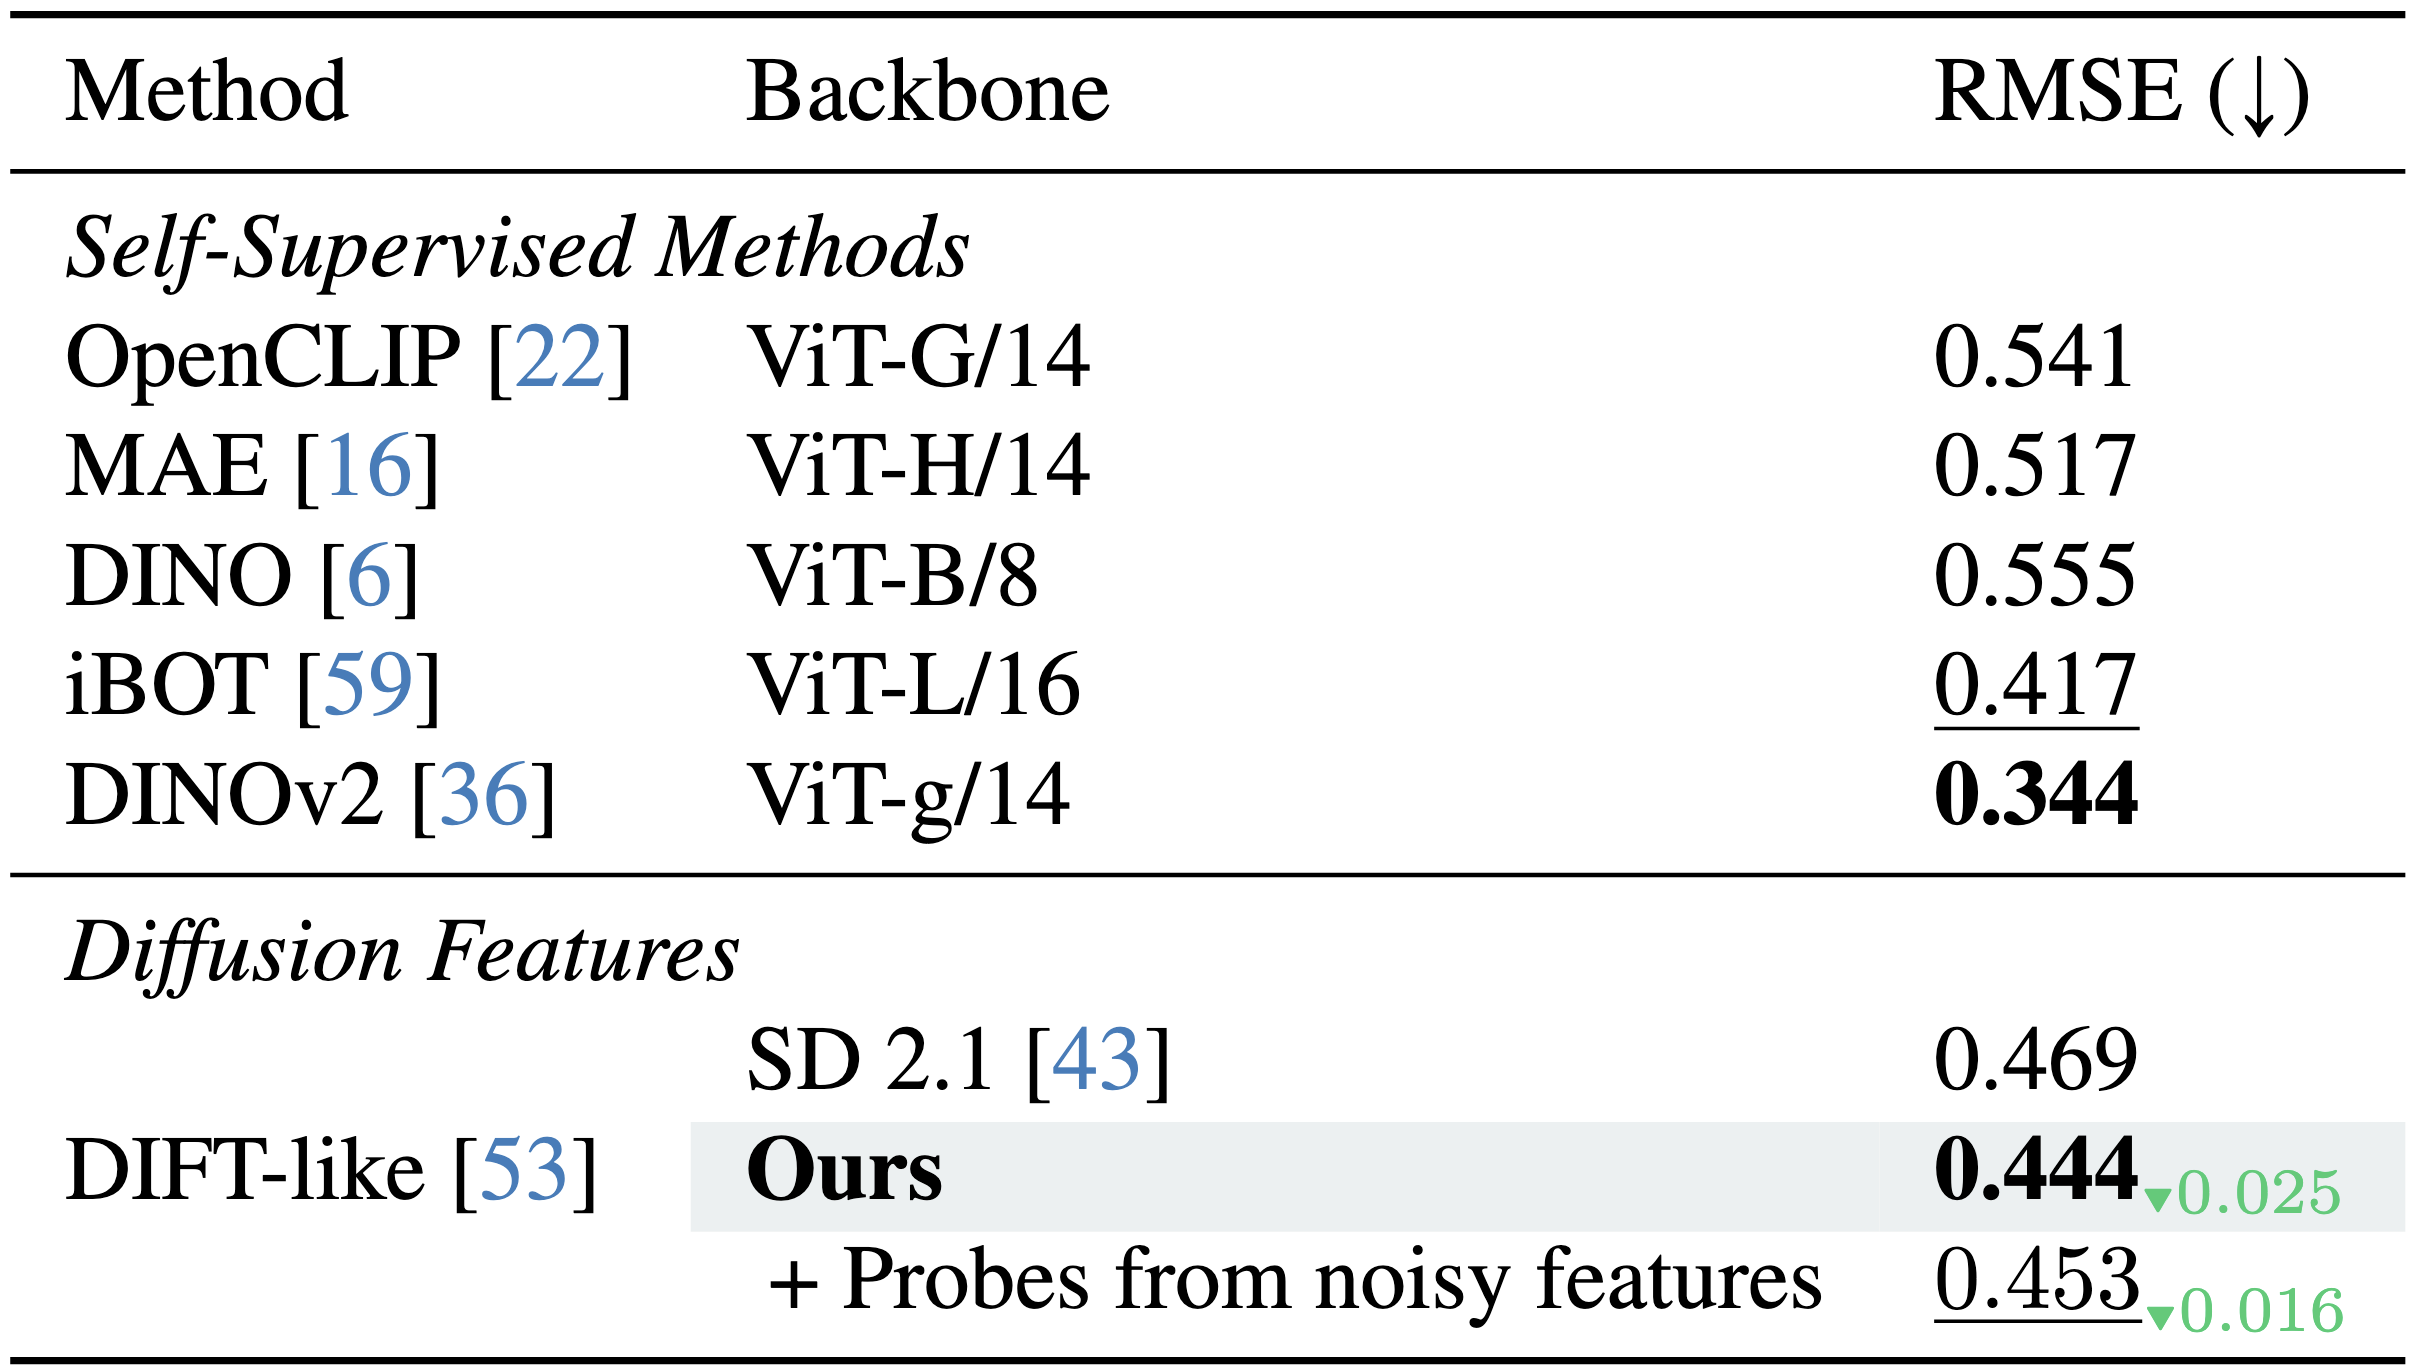 Method Backbone RMSE (↓)
Self-Supervised Methods
OpenCLIP [22] ViT-G/14 0.541
MAE [16] ViT-H/14 0.517
DINO [6] ViT-B/8 0.555
iBOT [59] ViT-L/16 0.417
DINOv2 [36] ViT-g/14 0.344
Diffusion Features
SD 2.1 [43] 0.469
DIFT-like [53] Ours 0.444▼0.025
+ Probes from noisy features 0.453▼0.016